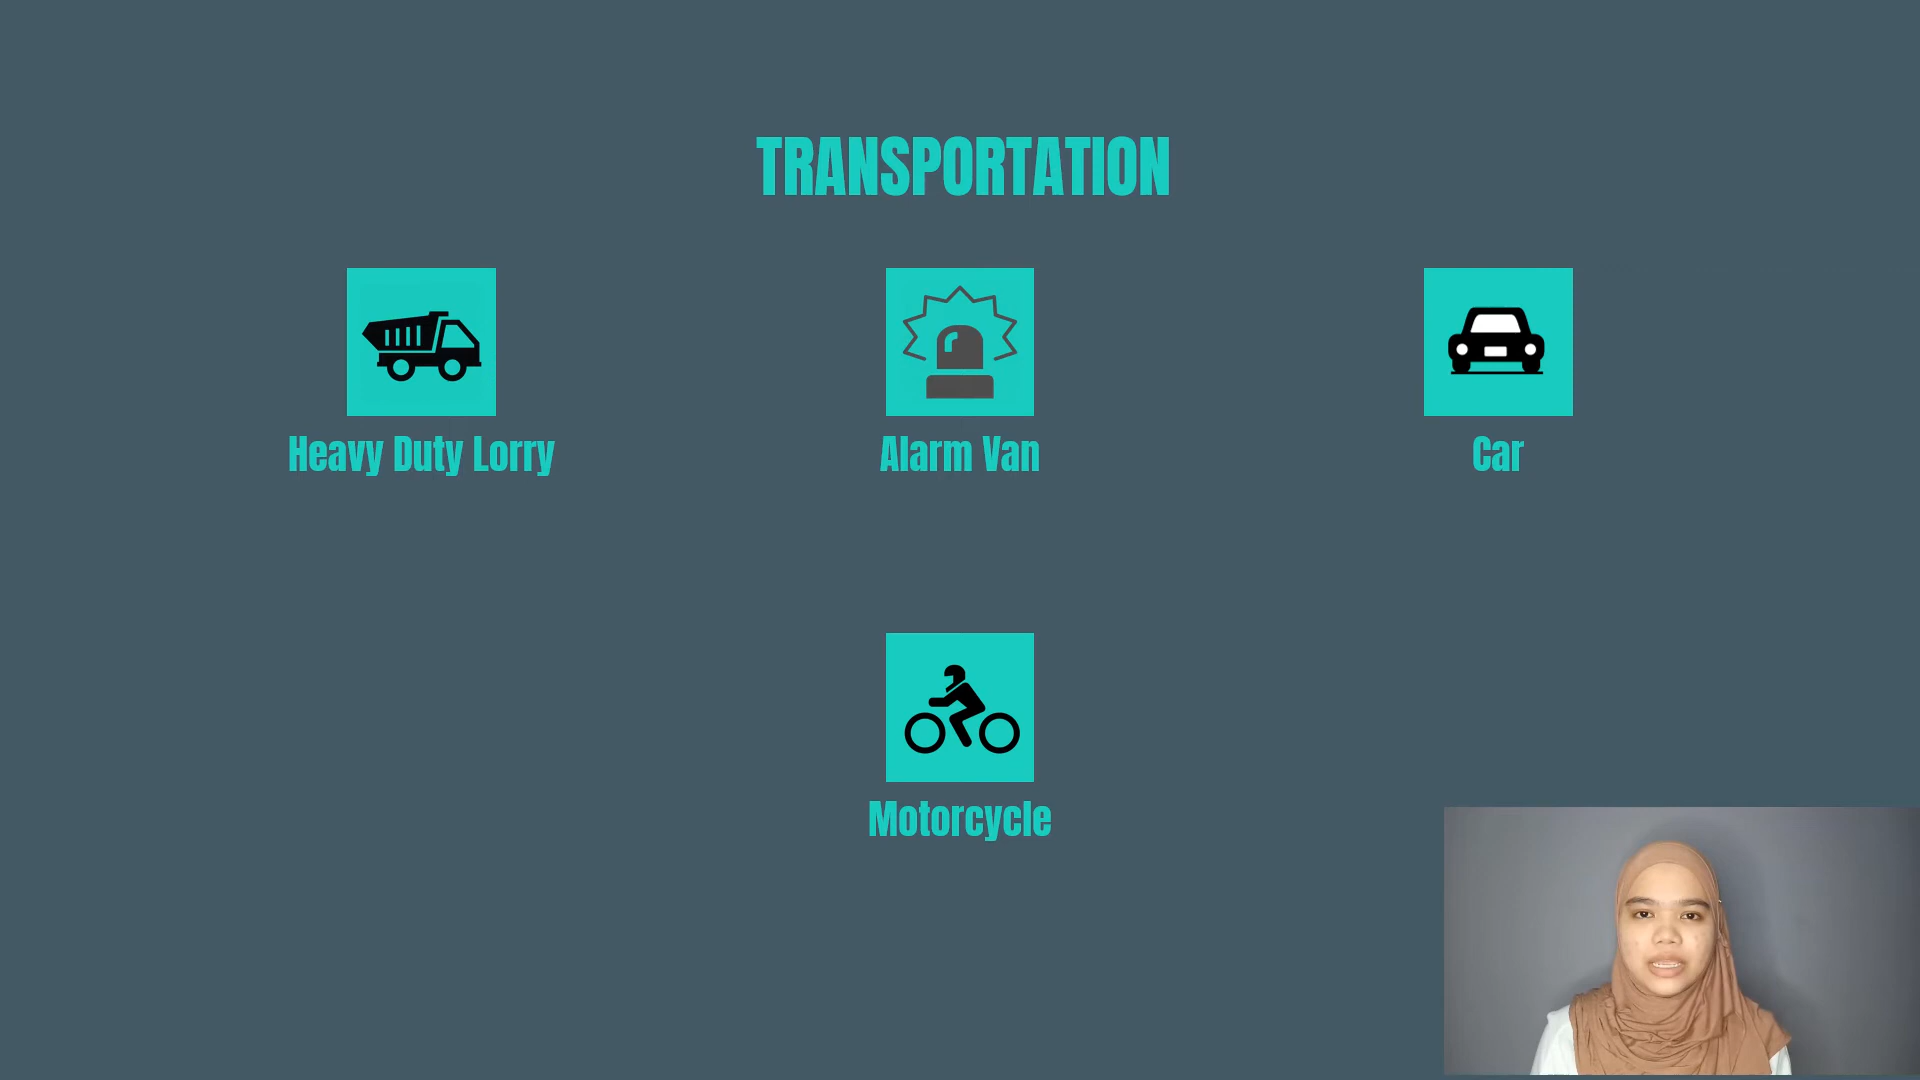 TRANSPORTATION
Heavy Duty Lorry
Alarm Van
Car
Motorcycle